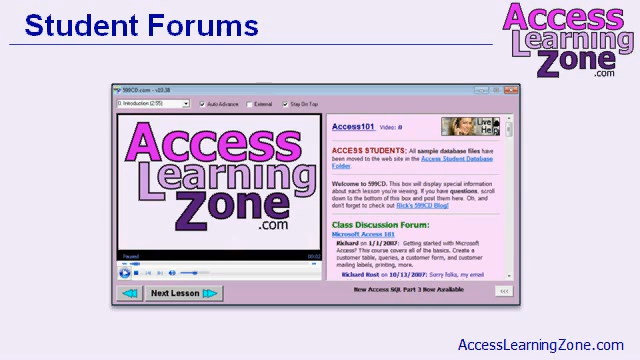 Student Forums
Access
Learning
Zone
.com
599CD.com - v10.38
0. Introduction (2:55)
Auto Advance
External
Stay On Top
Access
Learning
Zone
.com
Paused
00:02
Next Lesson
Access101 Video: 0
Live
Help
ACCESS STUDENTS: All sample database files have
been moved to the web site in the Access Student Database
Folder.
Welcome to 599CD. This box will display special information
about each lesson you're viewing. If you have questions, scroll
down to the bottom of this box and post them here. Oh, and
don't forget to check out Rick's 599CD Blog!
Class Discussion Forum:
Microsoft Access 101
Richard on 1/1/2007: Getting started with Microsoft
Access? This course covers all of the basics. Create a
customer table, queries, a customer form, and customer
mailing labels, printing, more.
Richard Rost on 10/13/2007: Sorry folks, my email
New Access SQL Part 3 Now Available
<<<
AccessLearningZone.com